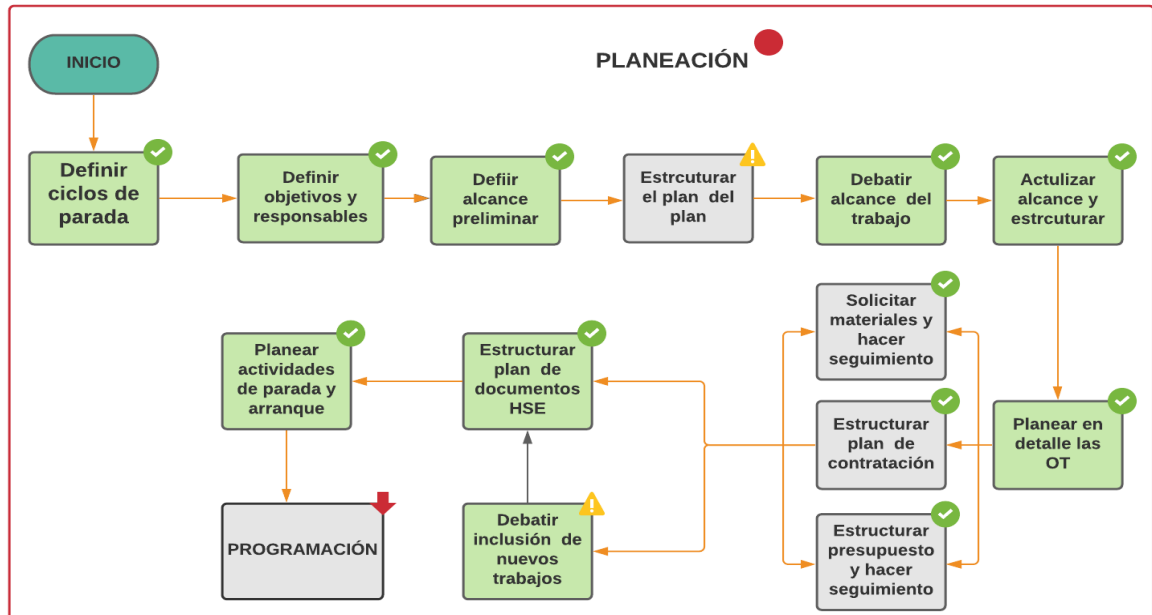 INICIO
PLANEACIÓN
Definir
ciclos de
parada
Definir
objetivos y
responsables
Defiir
alcance
preliminar
Estrcuturar
el plan del
plan
Debatir
alcance del
trabajo
Actulizar
alcance y
estrcuturar
Solicitar
materiales y
hacer
seguimiento
Planear
actividades
de parada y
arranque
Estructurar
plan de
documentos
HSE
Estructurar
plan de
contratación
Planear en
detalle las
OT
PROGRAMACIÓN
Debatir
inclusión de
nuevos
trabajos
Estructurar
presupuesto
y hacer
seguimiento